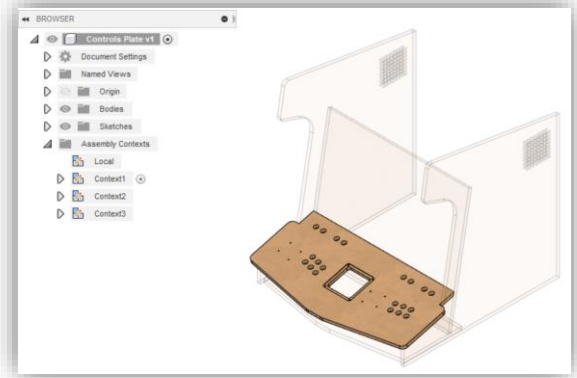 BROWSER
Controls Plate v1
Document Settings
Named Views
Origin
Bodies
Sketches
Assembly Contexts
Local
Context1
Context2
Context3